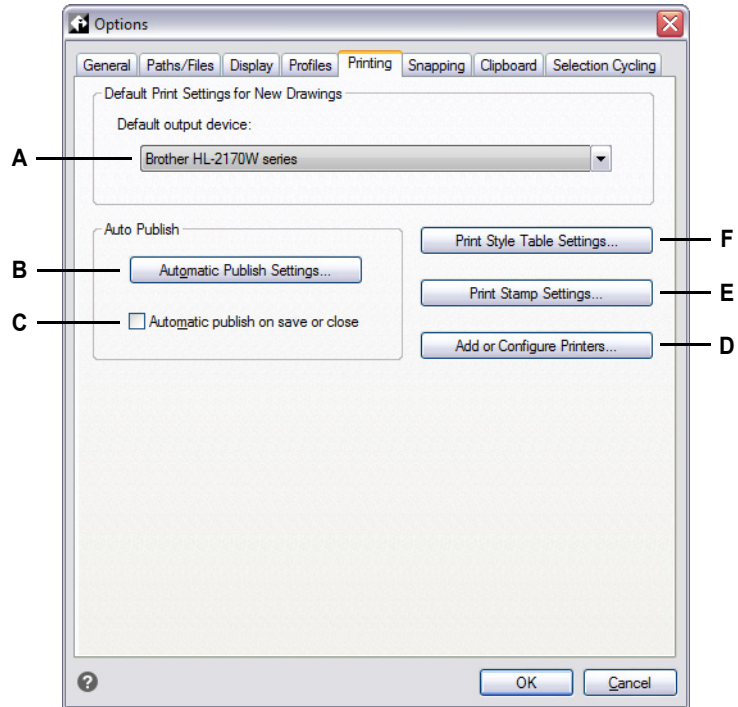 Options
General Paths/Files Display Profiles Printing Snapping Clipboard Selection Cycling
Default Print Settings for New Drawings
Default output device:
A
Brother HL-2170W series
Auto Publish
Print Style Table Settings...
F
B
Automatic Publish Settings...
Print Stamp Settings...
E
C
Automatic publish on save or close
Add or Configure Printers...
D
?
OK Cancel